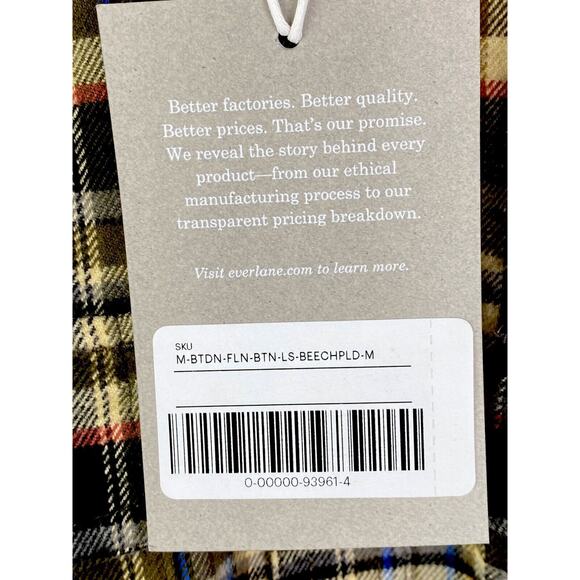 Better factories. Better quality.
Better prices. That's our promise.
We reveal the story behind every
product—from our ethical
manufacturing process to our
transparent pricing breakdown.
Visit everlane.com to learn more.
SKU
M-BTDN-FLN-BTN-LS-BEECHPLD-M
0-00000-93961-4